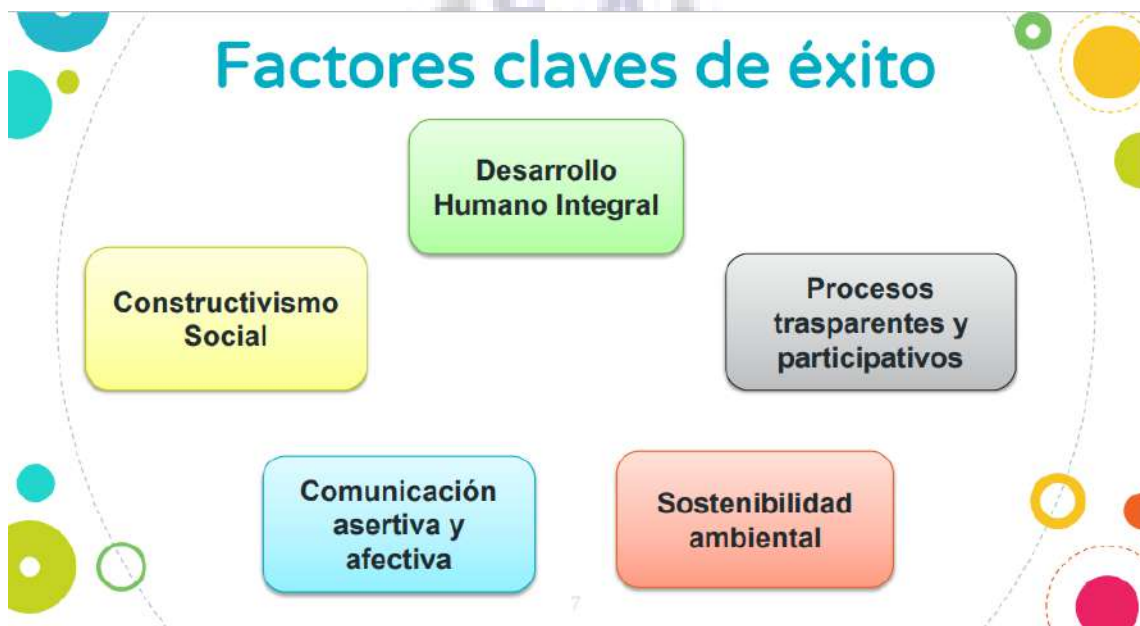 Factores claves de éxito
Desarrollo
Humano Integral
Constructivismo
Social
Procesos
trasparentes y
participativos
Comunicación
asertiva y
afectiva
Sostenibilidad
ambiental
7